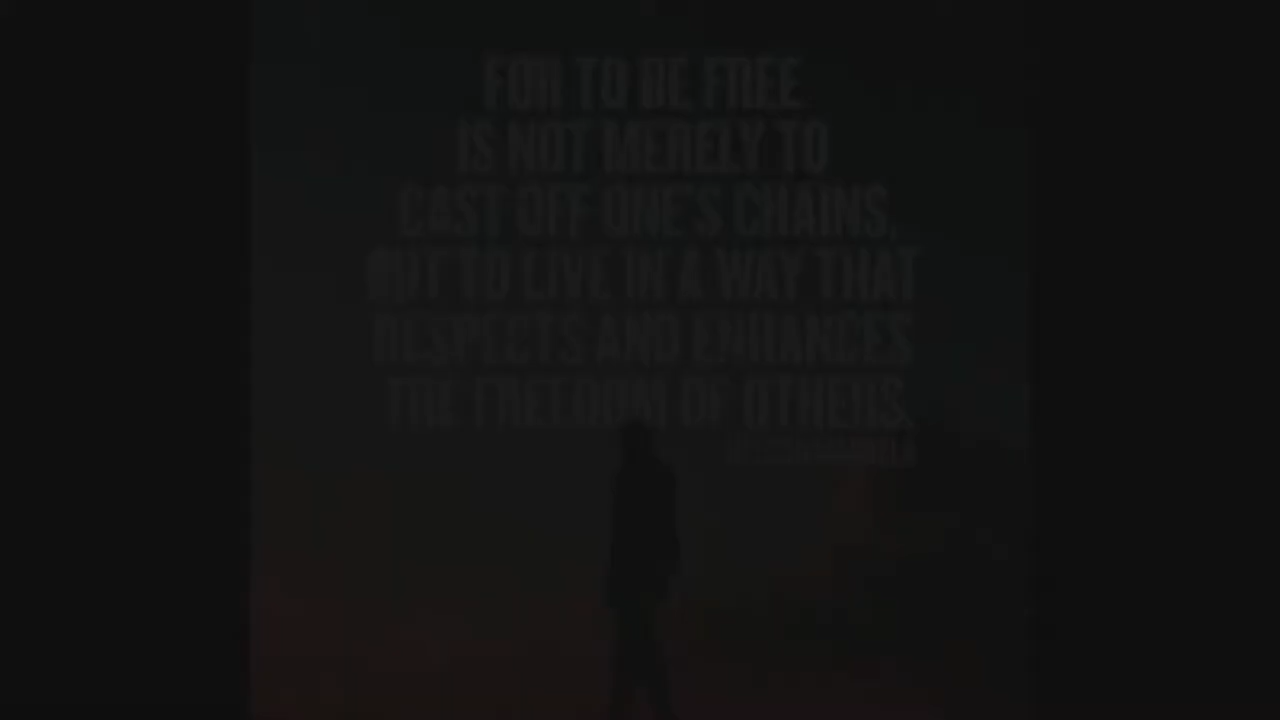 FOR TO BE FREE
IS NOT MERELY TO
CAST OFF ONE'S CHAINS,
BUT TO LIVE IN A WAY THAT
RESPECTS AND ENHANCES
THE FREEDOM OF OTHERS.